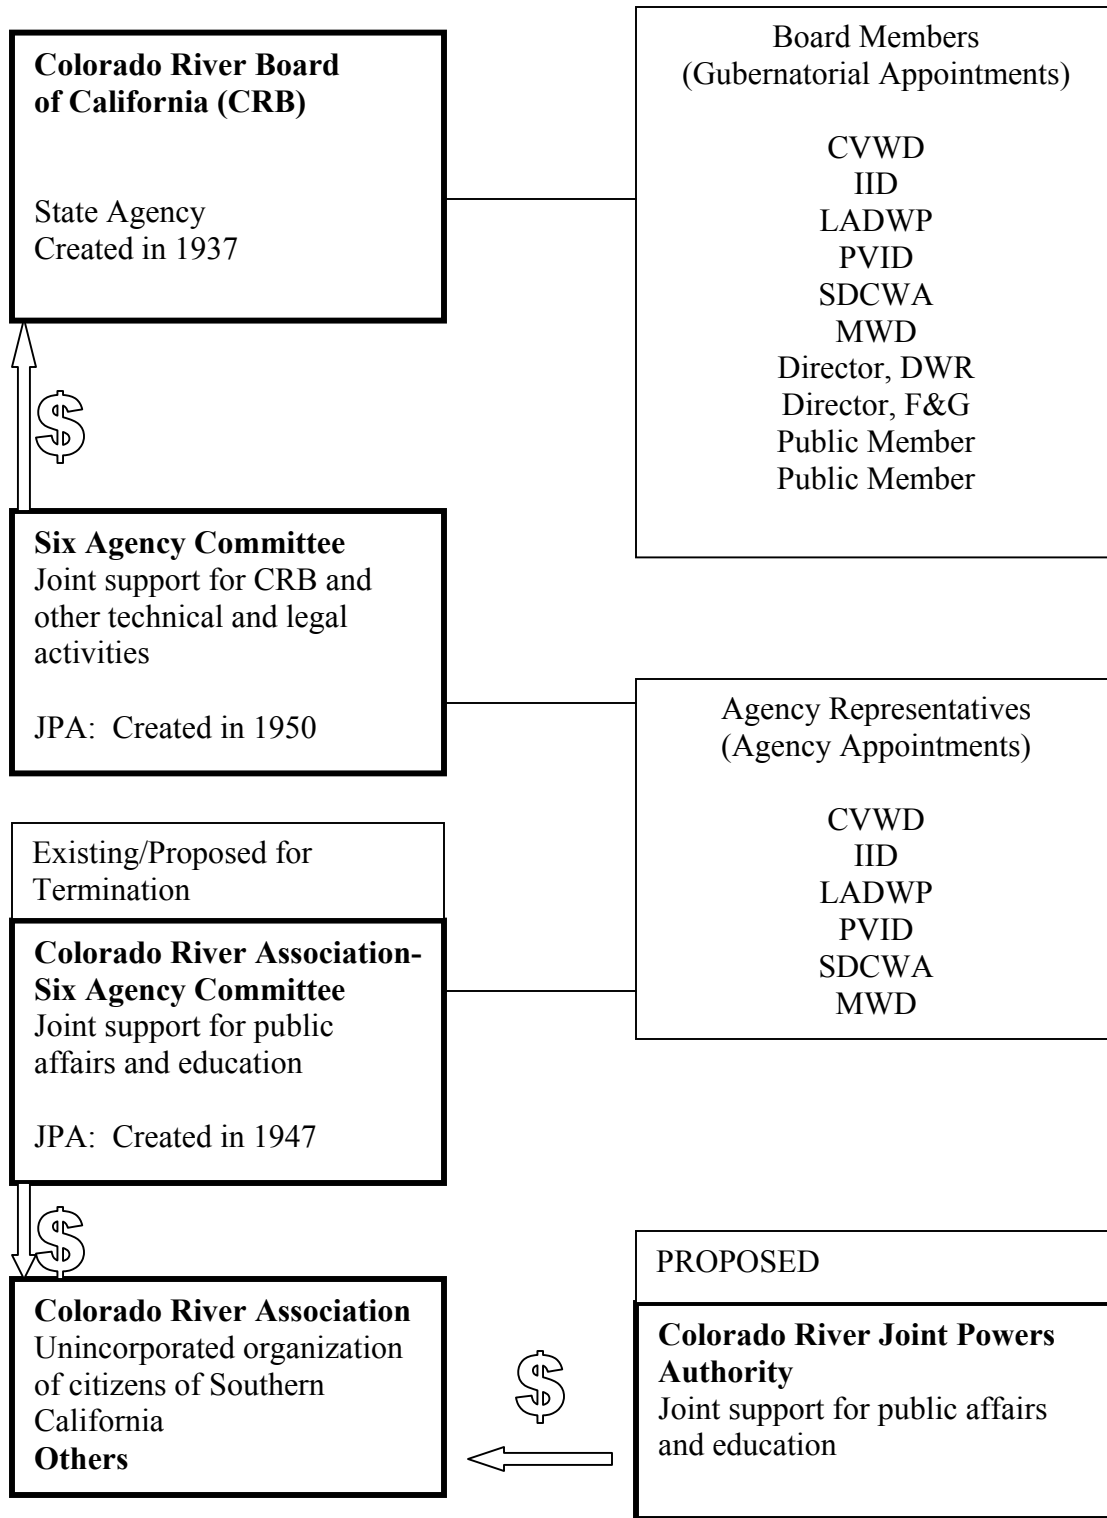 Colorado River Board
of California (CRB)
State Agency
Created in 1937
Board Members
(Gubernatorial Appointments)
CVWD
IID
LADWP
PVID
SDCWA
MWD
Director, DWR
Director, F&G
Public Member
Public Member
$
Six Agency Committee
Joint support for CRB and
other technical and legal
activities
JPA:  Created in 1950
Agency Representatives
(Agency Appointments)
CVWD
IID
LADWP
PVID
SDCWA
MWD
Existing/Proposed for
Termination
Colorado River Association-
Six Agency Committee
Joint support for public
affairs and education
JPA:  Created in 1947
$
Colorado River Association
Unincorporated organization
of citizens of Southern
California
Others
$
PROPOSED
Colorado River Joint Powers
Authority
Joint support for public affairs
and education